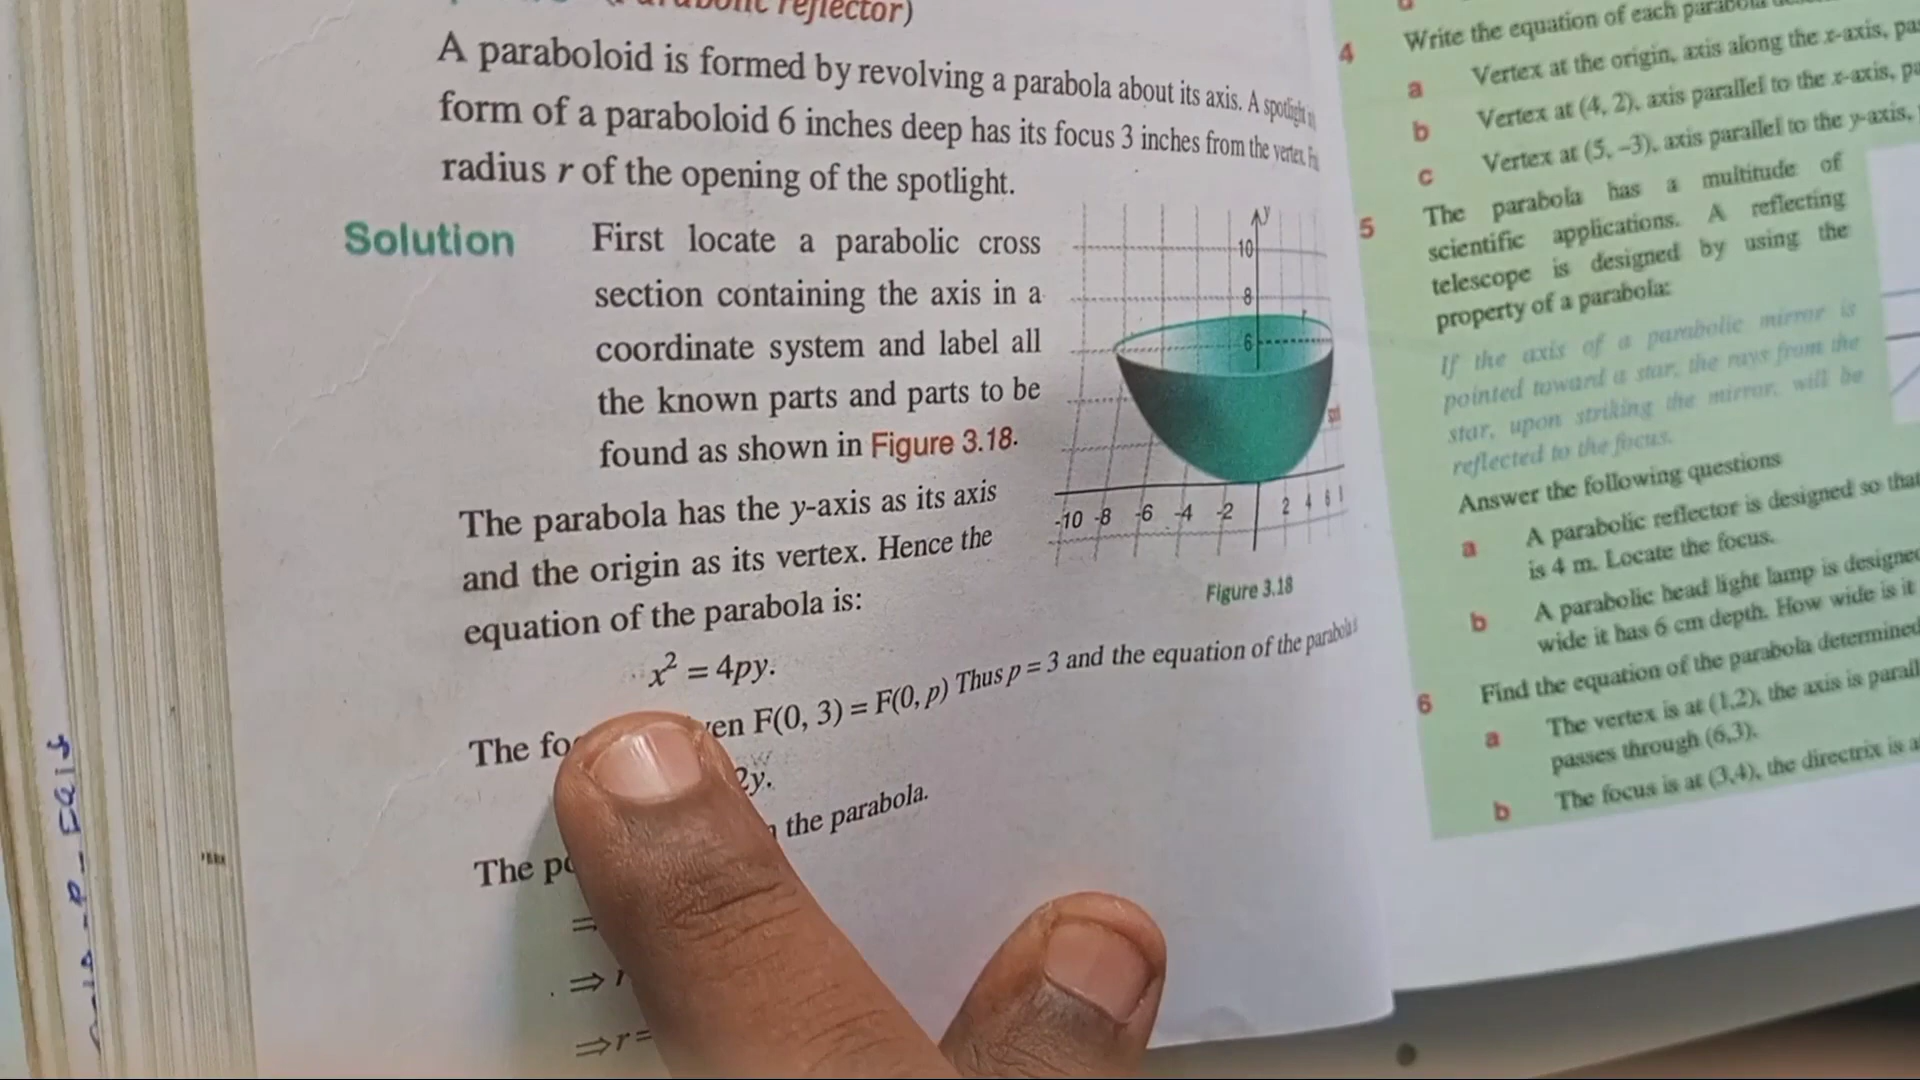 reflector)
A paraboloid is formed by revolving a parabola about its axis. A spotlight
form of a paraboloid 6 inches deep has its focus 3 inches from the vertex.
radius r of the opening of the spotlight.
Solution First locate a parabolic cross
section containing the axis in a
coordinate system and label all
the known parts and parts to be
found as shown in Figure 3.18.
The parabola has the y-axis as its axis
and the origin as its vertex. Hence the
equation of the parabola is:
x² = 4py.
The F(0, 3) = F(0, p) Thus p = 3 and the equation of the
2y.
The the parabola.
⇒
⇒ r
⇒ r =
y
10
8
r
6
-10 -8 -6 -4 -2 2 4 6
Figure 3.18
4 Write the equation of each
a Vertex at the origin, axis along the x-axis,
b Vertex at (4, 2), axis parallel to the x-axis,
c Vertex at (5, –3), axis parallel to the y-axis,
5 The parabola has a multitude of
scientific applications. A reflecting
telescope is designed by using the
property of a parabola:
If the axis of a parabolic mirror is
pointed toward a star, the rays from the
star, upon striking the mirror, will be
reflected to the focus.
Answer the following questions
a A parabolic reflector is designed so that
is 4 m. Locate the focus.
b A parabolic head light lamp is designed
wide it has 6 cm depth. How wide is it
6 Find the equation of the parabola determined
a The vertex is at (1,2), the axis is
passes through (6,3).
b The focus is at (3,4), the directrix is